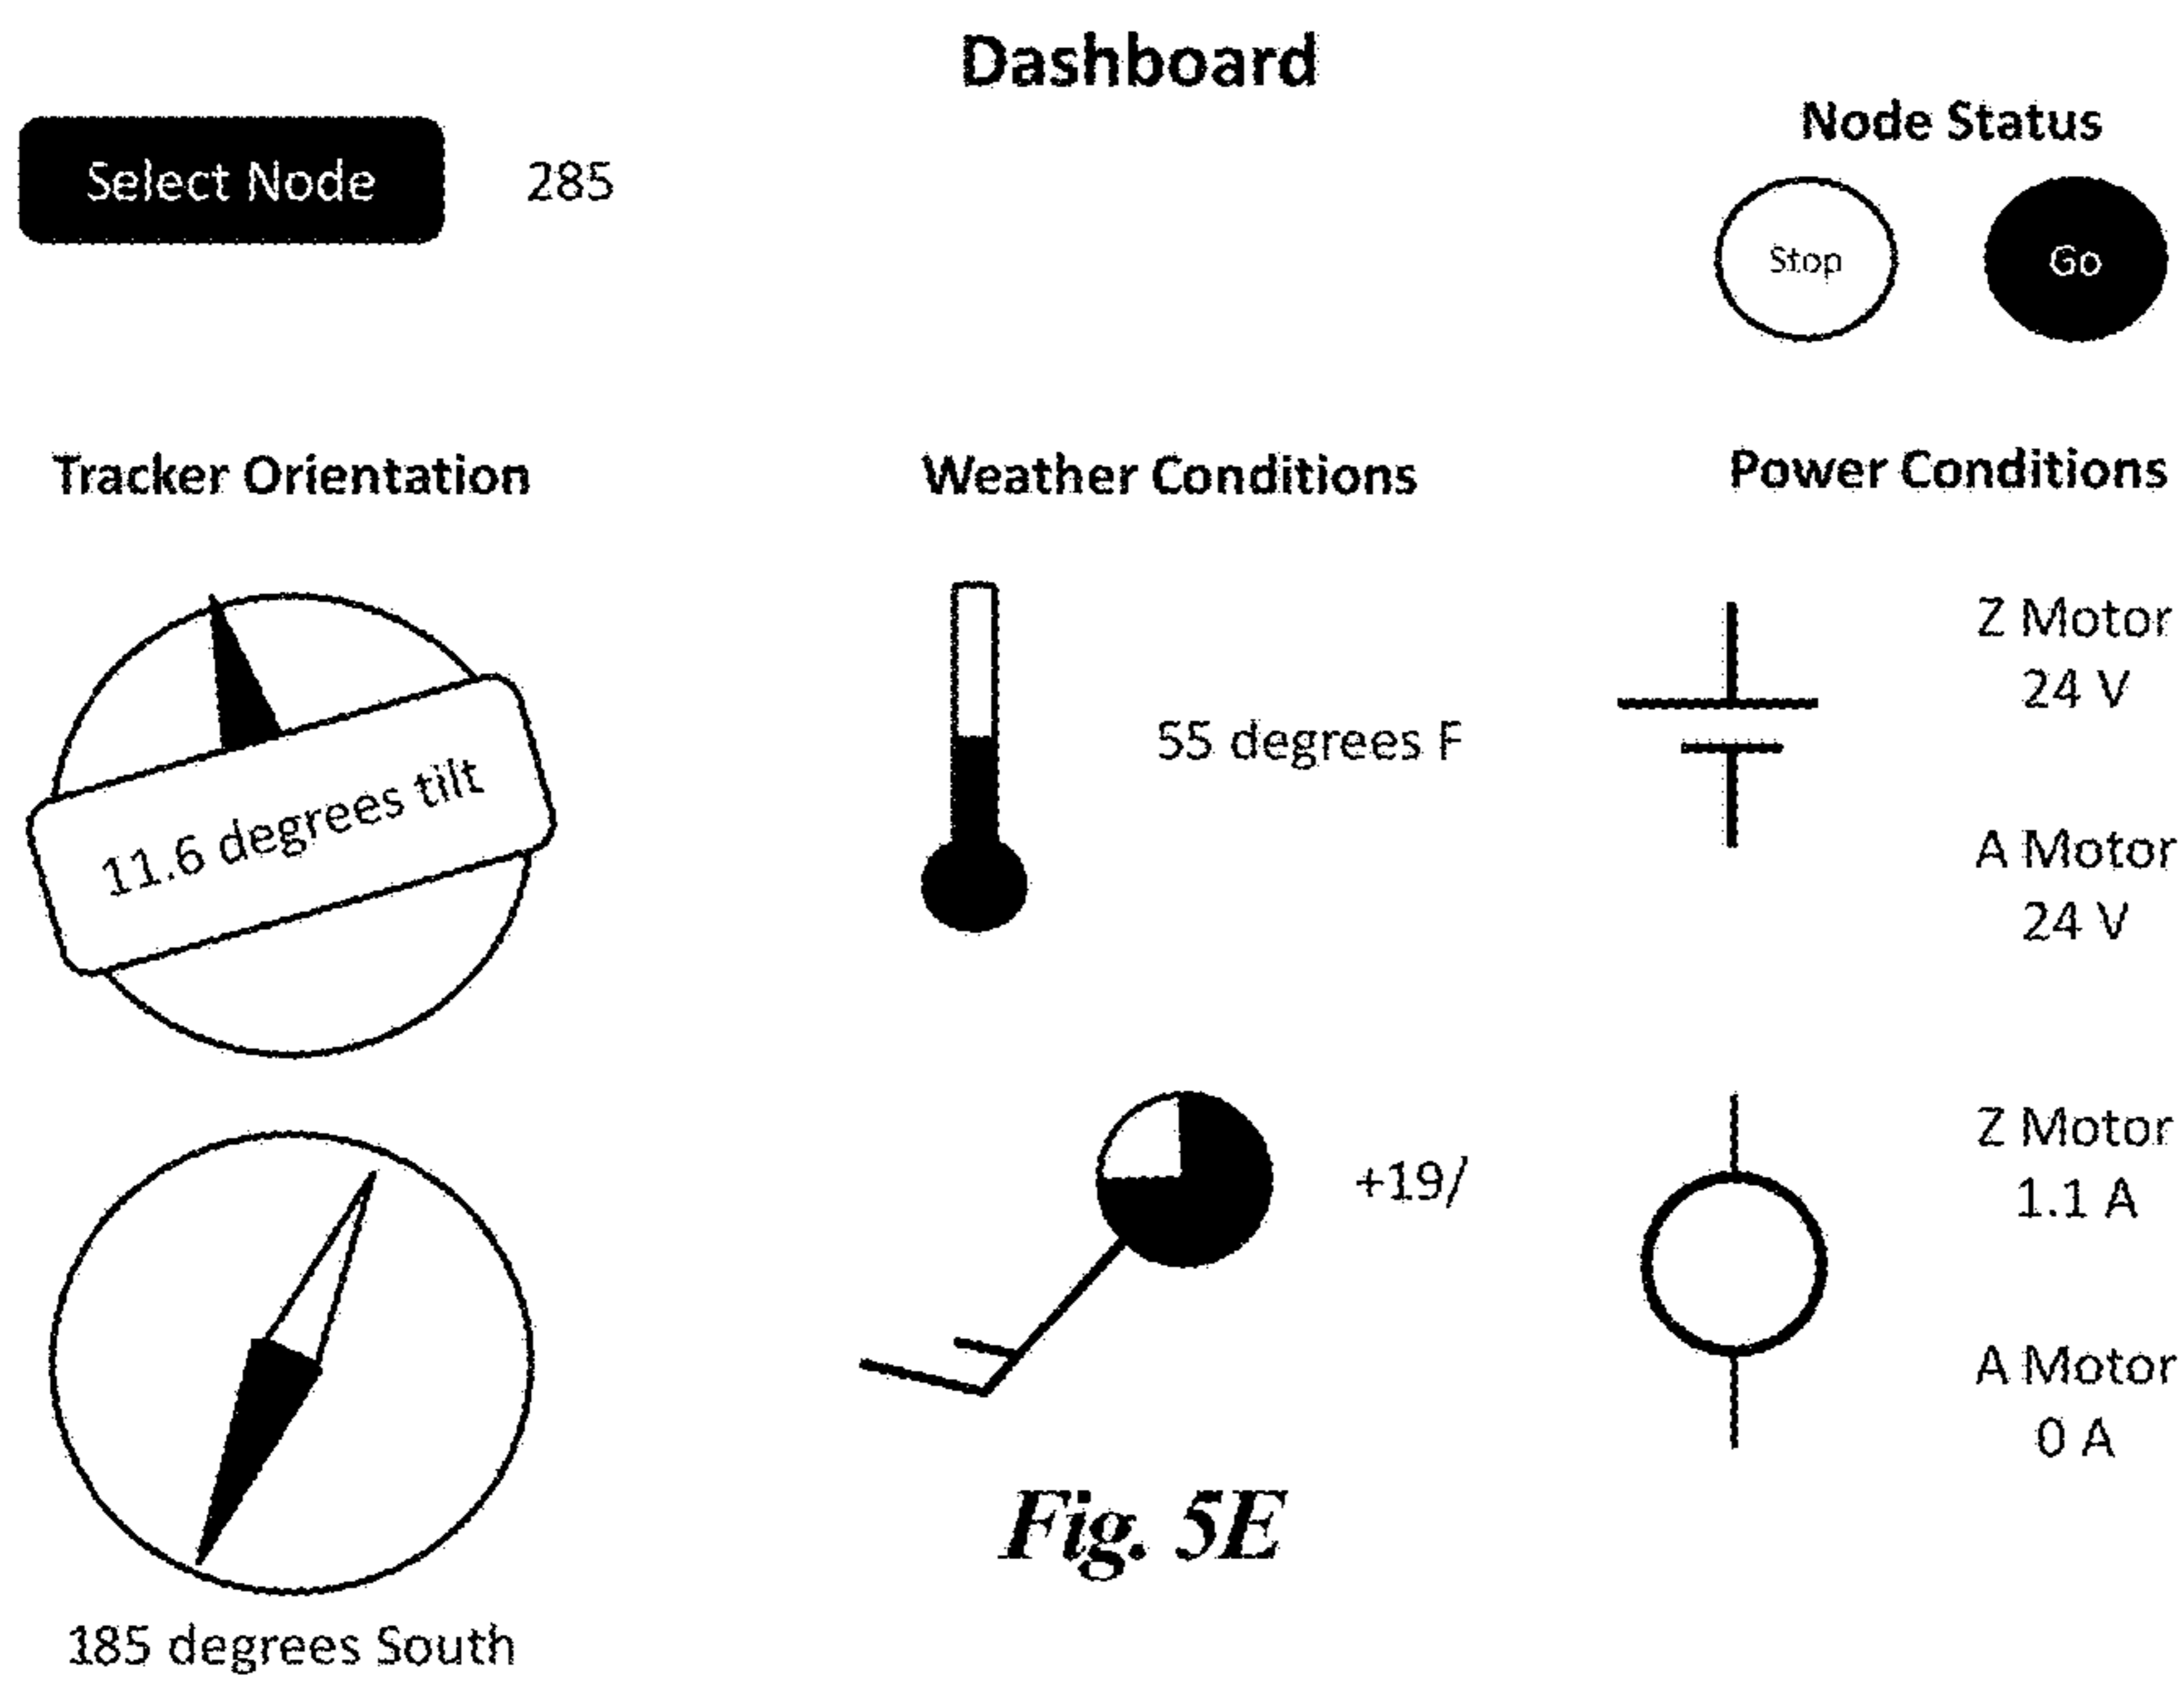 Dashboard
Select Node
285
Node Status
Stop
Go
Tracker Orientation
11.6 degrees tilt
185 degrees South
Weather Conditions
55 degrees F
+19/
Power Conditions
Z Motor
24 V
A Motor
24 V
Z Motor
1.1 A
A Motor
0 A
Fig. 5E